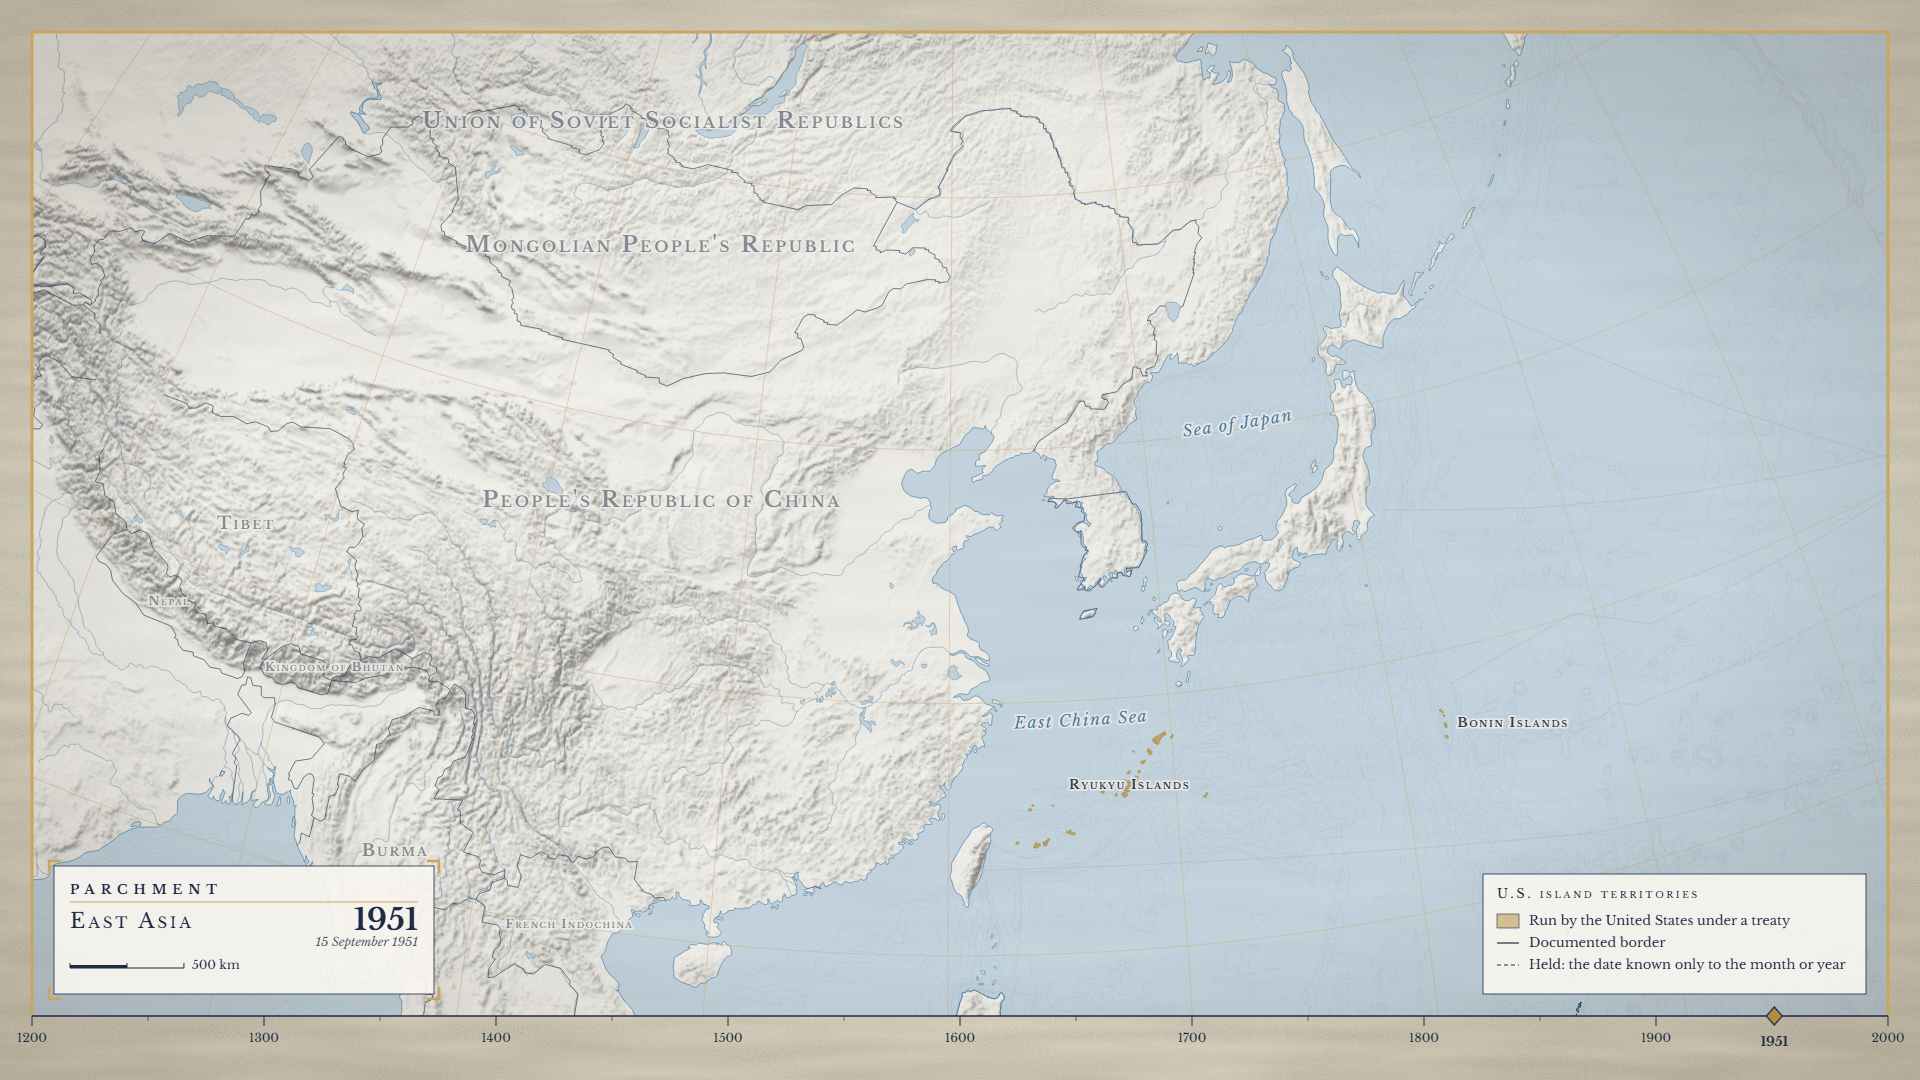 Union of Soviet Socialist Republics
Mongolian People's Republic
Sea of Japan
People's Republic of China
Tibet
Nepal
Kingdom of Bhutan
East China Sea
Bonin Islands
Ryukyu Islands
Burma
French Indochina
PARCHMENT
East Asia
1951
15 September 1951
500 km
U.S. island territories
Run by the United States under a treaty
Documented border
Held: the date known only to the month or year
1200 1300 1400 1500 1600 1700 1800 1900 1951 2000